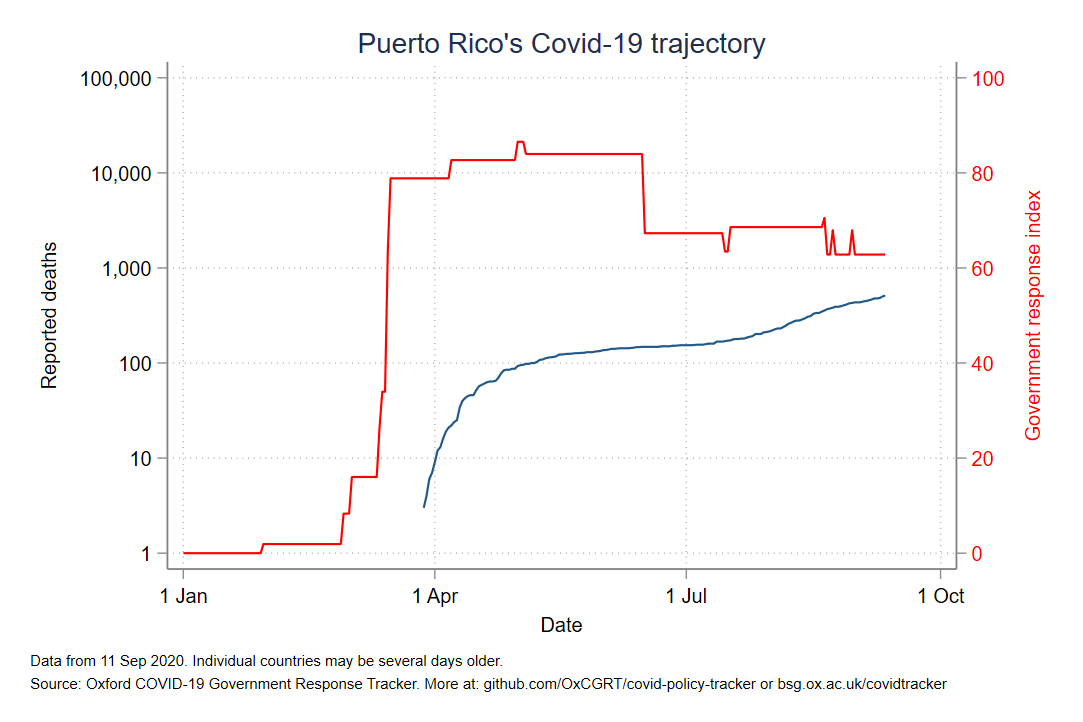 Puerto Rico's Covid-19 trajectory
100,000
10,000
1,000
100
10
1
Reported deaths
100
80
60
40
20
0
Government response index
1 Jan
1 Apr
1 Jul
1 Oct
Date
Data from 11 Sep 2020. Individual countries may be several days older.
Source: Oxford COVID-19 Government Response Tracker. More at: github.com/OxCGRT/covid-policy-tracker or bsg.ox.ac.uk/covidtracker